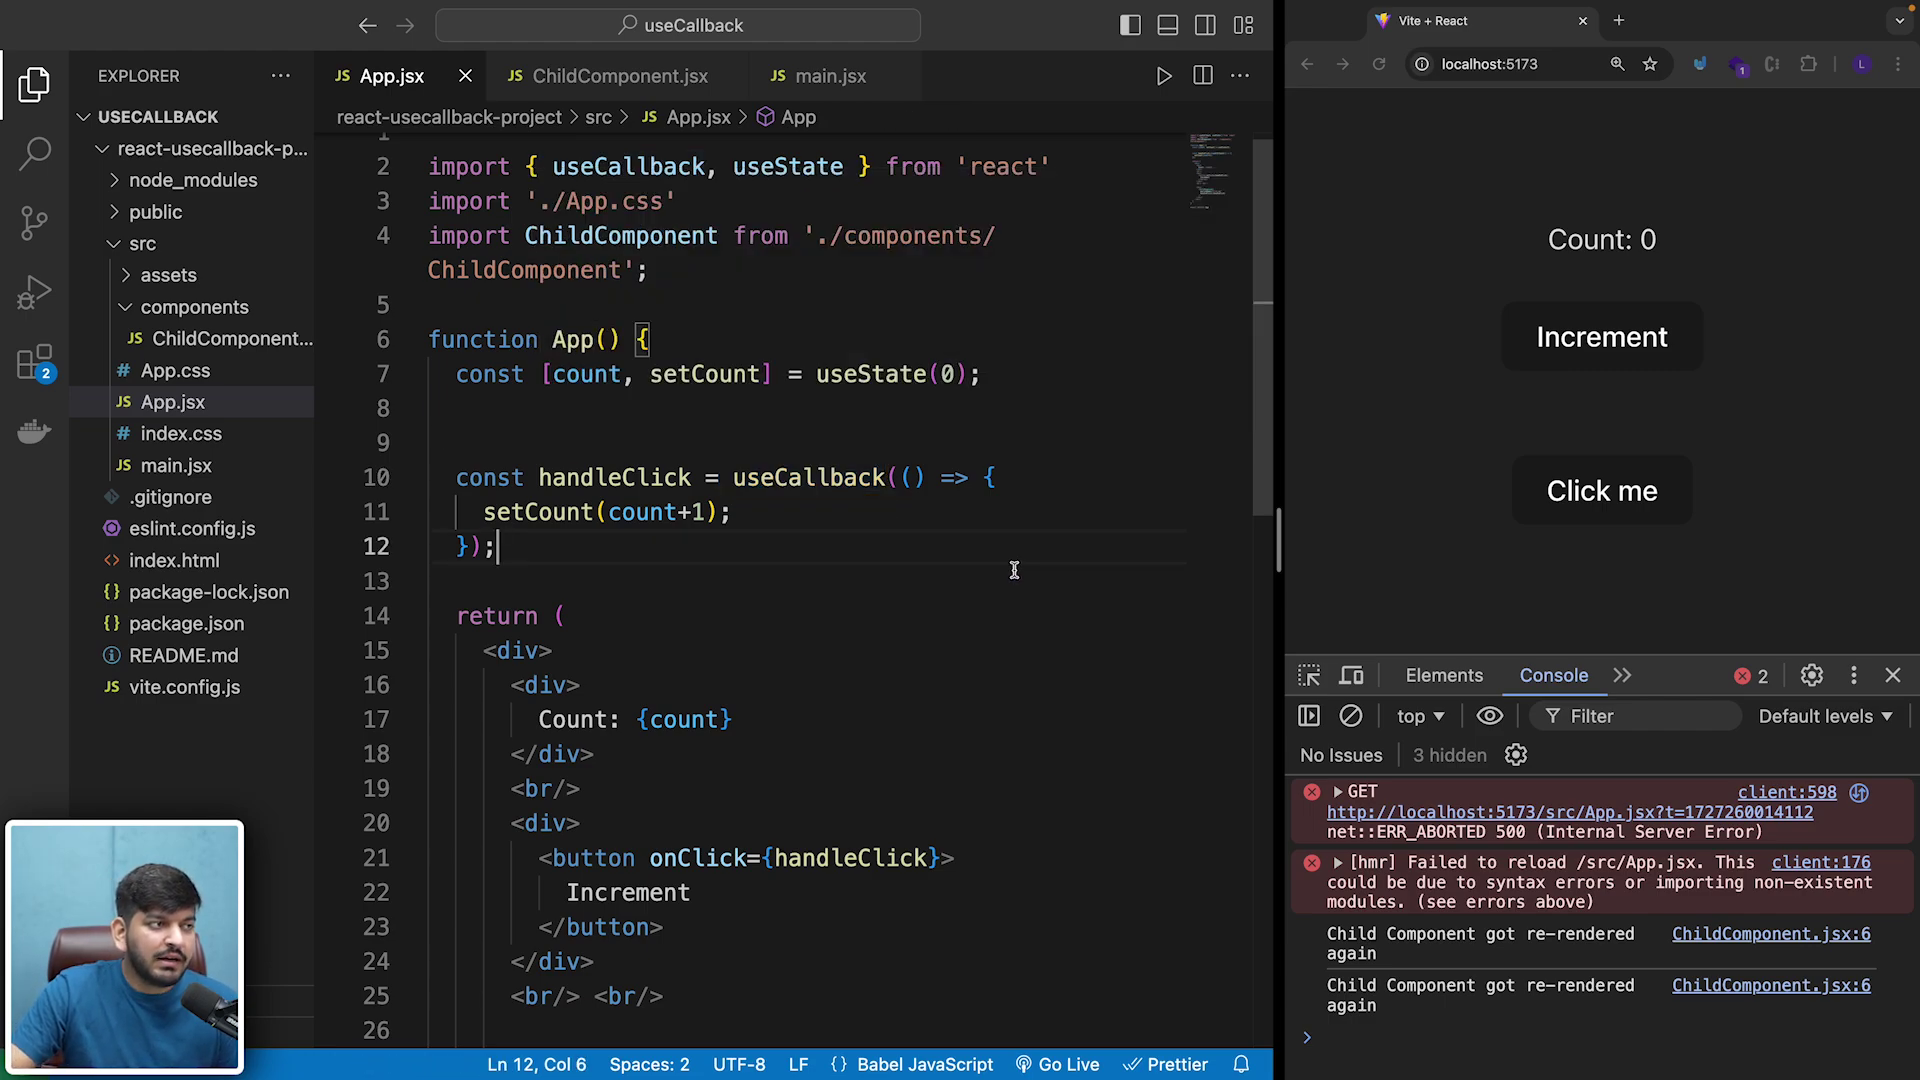 useCallback
EXPLORER
USECALLBACK
react-usecallback-p...
node_modules
public
src
assets
components
ChildComponent...
App.css
App.jsx
index.css
main.jsx
.gitignore
eslint.config.js
index.html
package-lock.json
package.json
README.md
vite.config.js
2
App.jsx
ChildComponent.jsx
main.jsx
react-usecallback-project > src > App.jsx > App
1
2 import { useCallback, useState } from 'react'
3 import './App.css'
4 import ChildComponent from './components/
ChildComponent';
5
6 function App() {
7 const [count, setCount] = useState(0);
8
9
10 const handleClick = useCallback(() => {
11 setCount(count+1);
12 });
13
14 return (
15 <div>
16 <div>
17 Count: {count}
18 </div>
19 <br/>
20 <div>
21 <button onClick={handleClick}>
22 Increment
23 </button>
24 </div>
25 <br/> <br/>
26
Ln 12, Col 6 Spaces: 2 UTF-8 LF {} Babel JavaScript Go Live Prettier
Vite + React
localhost:5173
1
L
Count: 0
Increment
Click me
Elements Console 2
top Filter Default levels
No Issues 3 hidden
GET client:598
http://localhost:5173/src/App.jsx?t=1727260014112
net::ERR_ABORTED 500 (Internal Server Error)
[hmr] Failed to reload /src/App.jsx. This client:176
could be due to syntax errors or importing non-existent
modules. (see errors above)
Child Component got re-rendered ChildComponent.jsx:6
again
Child Component got re-rendered ChildComponent.jsx:6
again